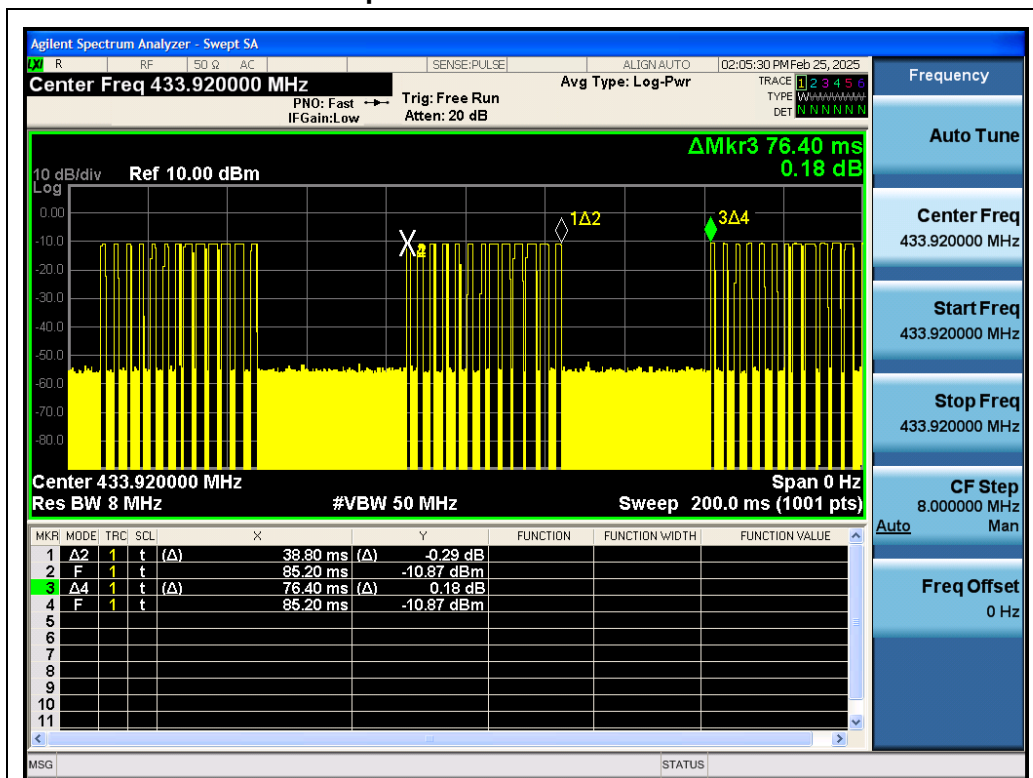 Agilent Spectrum Analyzer - Swept SA
LXI R RF 50 Ω AC SENSE:PULSE ALIGN AUTO 02:05:30 PM Feb 25, 2025
Center Freq 433.920000 MHz
PNO: Fast
IFGain:Low
Trig: Free Run
Atten: 20 dB
Avg Type: Log-Pwr
TRACE 1 2 3 4 5 6
TYPE WWWWWW
DET N N N N N N
ΔMkr3 76.40 ms
0.18 dB
10 dB/div Ref 10.00 dBm
Log
0.00
-10.0
-20.0
-30.0
-40.0
-50.0
-60.0
-70.0
-80.0
1Δ2
3Δ4
Center 433.920000 MHz Span 0 Hz
Res BW 8 MHz #VBW 50 MHz Sweep 200.0 ms (1001 pts)
MKR MODE TRC SCL X Y FUNCTION FUNCTION WIDTH FUNCTION VALUE
1 Δ2 1 t (Δ) 38.80 ms (Δ) -0.29 dB
2 F 1 t 85.20 ms -10.87 dBm
3 Δ4 1 t (Δ) 76.40 ms (Δ) 0.18 dB
4 F 1 t 85.20 ms -10.87 dBm
5
6
7
8
9
10
11
MSG STATUS
Frequency
Auto Tune
Center Freq
433.920000 MHz
Start Freq
433.920000 MHz
Stop Freq
433.920000 MHz
CF Step
8.000000 MHz
Auto Man
Freq Offset
0 Hz